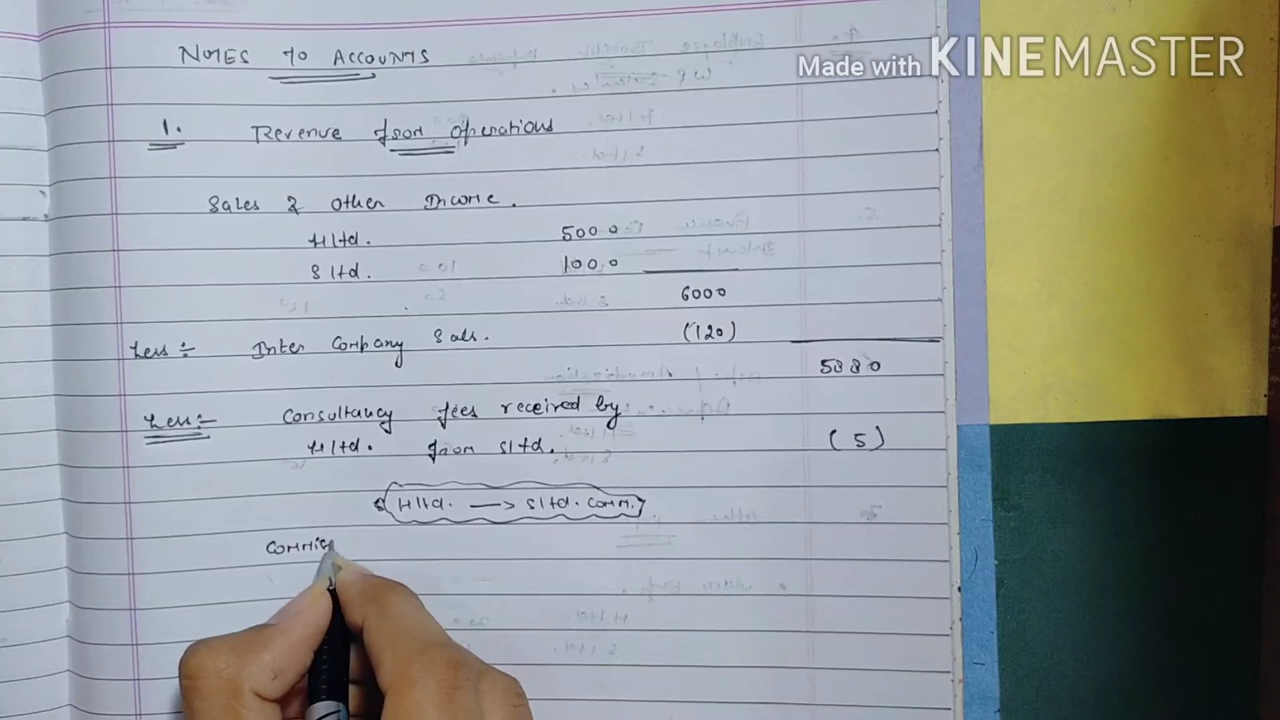 NOTES TO ACCOUNTS
Made with KINEMASTER
1. Revenue from Operations
Sales & Other Income.
H ltd. 5000
S ltd. 1000
6000
Less :- Inter Company Sales. (120)
5880
Less :- Consultancy fees received by
H ltd. from S ltd. (5)
H ltd. → S ltd. Comm.
Commis